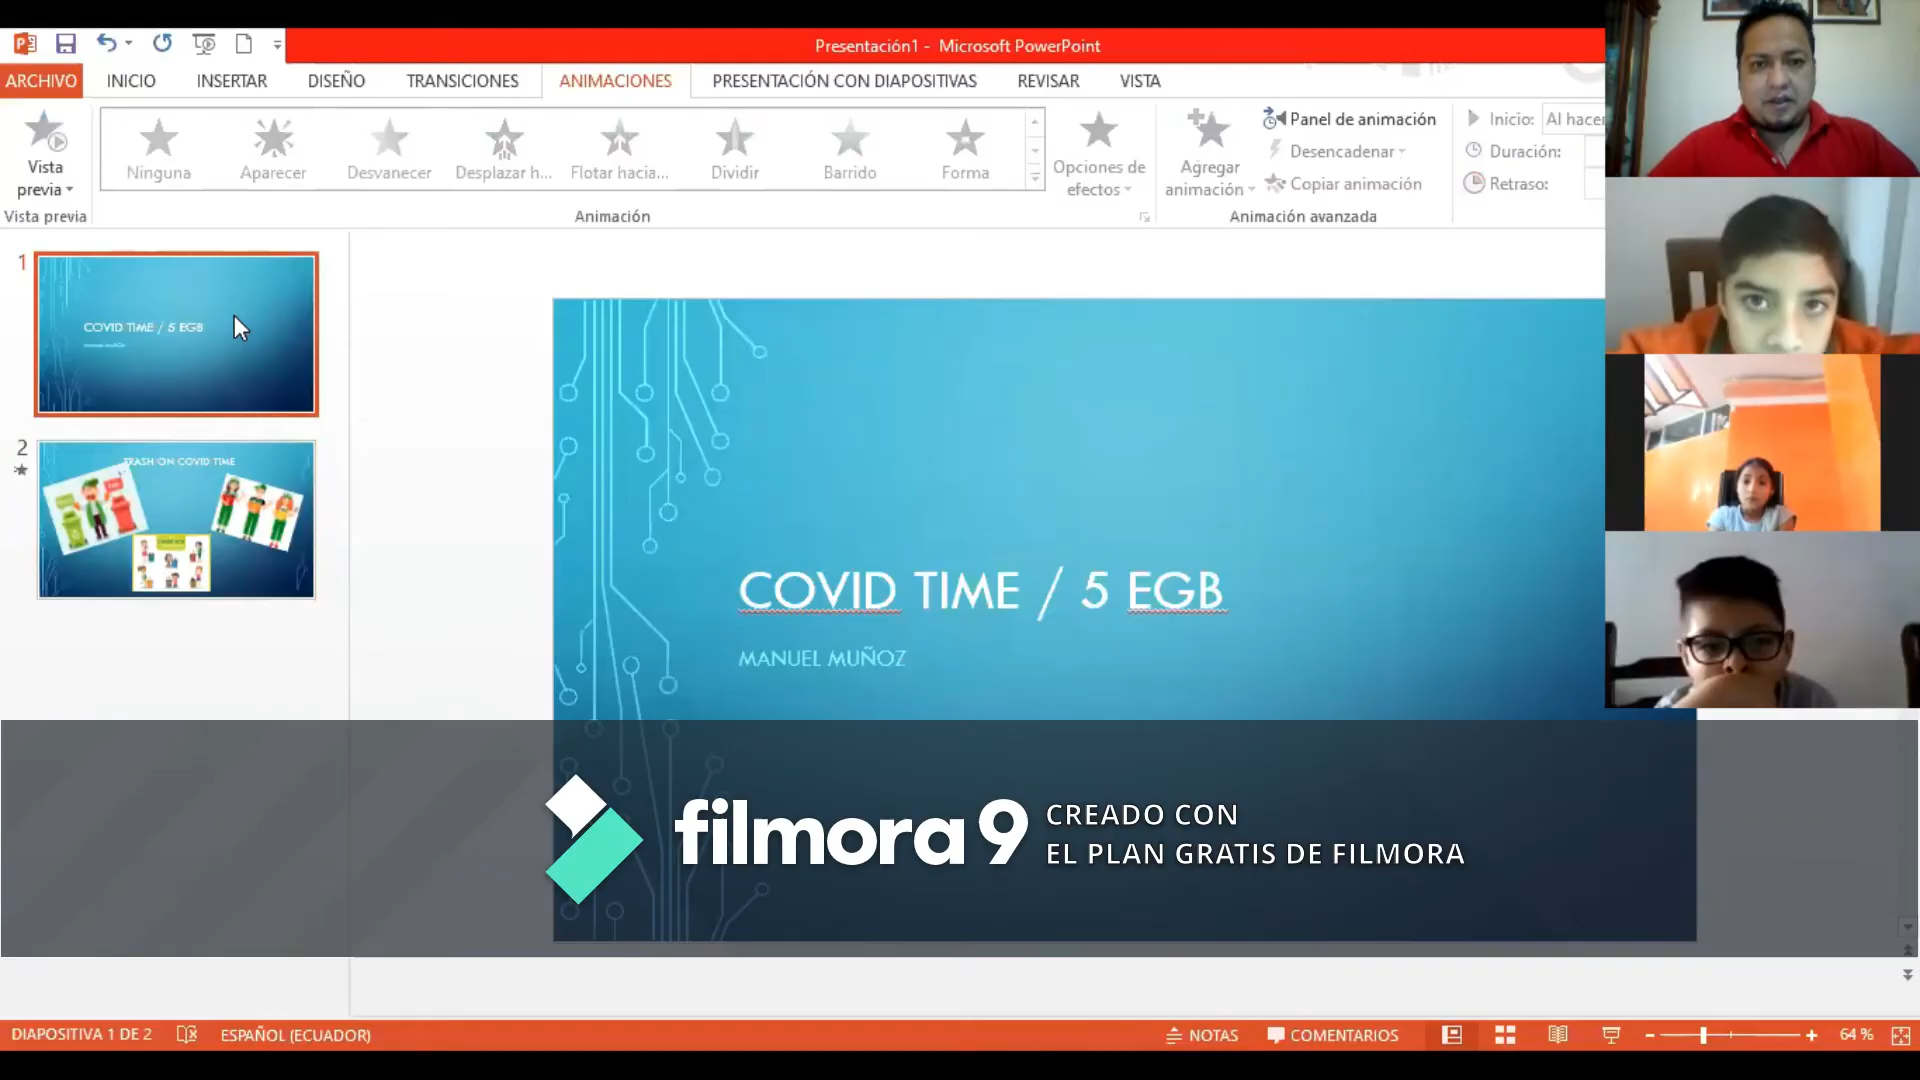 Presentación1 - Microsoft PowerPoint
ARCHIVO INICIO INSERTAR DISEÑO TRANSICIONES ANIMACIONES PRESENTACIÓN CON DIAPOSITIVAS REVISAR VISTA
Vista previa
Ninguna Aparecer Desvanecer Desplazar h... Flotar hacia... Dividir Barrido Forma
Opciones de efectos
Agregar animación
Panel de animación
Desencadenar
Copiar animación
Inicio: Al hacer
Duración:
Retraso:
Vista previa Animación Animación avanzada
1
COVID TIME / 5 EGB
2
TRASH ON COVID TIME
COVID TIME / 5 EGB
MANUEL MUÑOZ
filmora 9
CREADO CON
EL PLAN GRATIS DE FILMORA
DIAPOSITIVA 1 DE 2 ESPAÑOL (ECUADOR) NOTAS COMENTARIOS 64 %